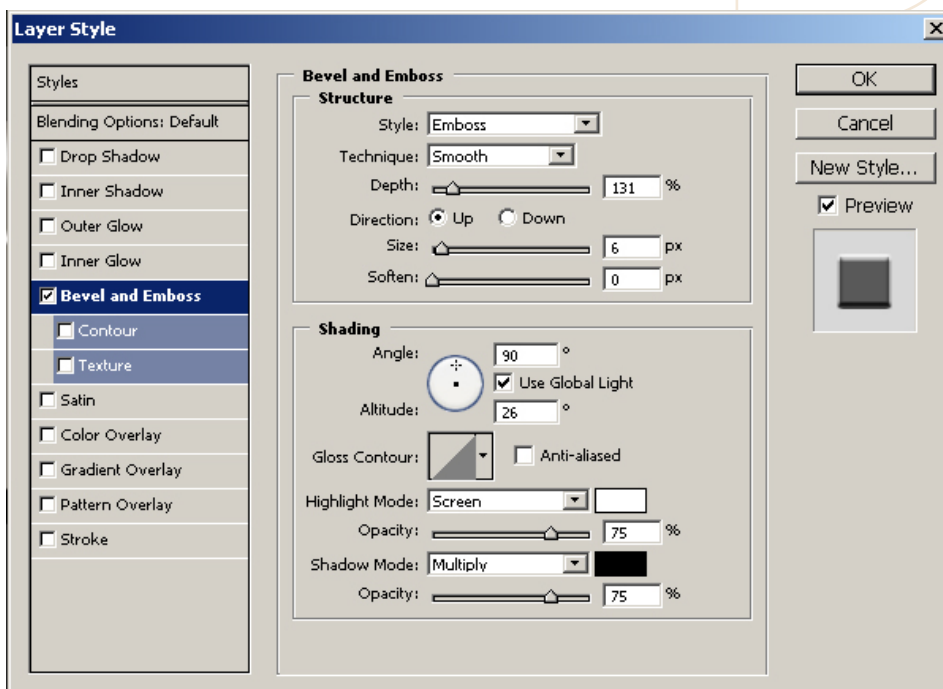 Layer Style
Styles
Blending Options: Default
Drop Shadow
Inner Shadow
Outer Glow
Inner Glow
Bevel and Emboss
Contour
Texture
Satin
Color Overlay
Gradient Overlay
Pattern Overlay
Stroke
Bevel and Emboss
Structure
Style: Emboss
Technique: Smooth
Depth: 131 %
Direction: Up Down
Size: 6 px
Soften: 0 px
Shading
Angle: 90 °
Use Global Light
Altitude: 26 °
Gloss Contour: Anti-aliased
Highlight Mode: Screen
Opacity: 75 %
Shadow Mode: Multiply
Opacity: 75 %
OK
Cancel
New Style...
Preview